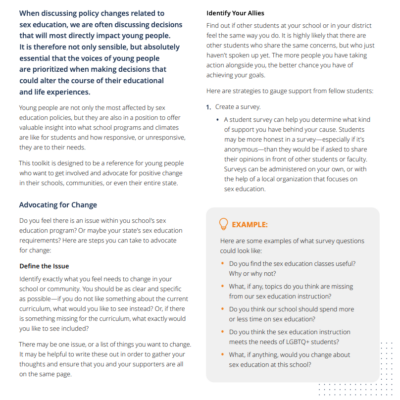 When discussing policy changes related to
sex education, we are often discussing decisions
that will most directly impact young people.
It is therefore not only sensible, but absolutely
essential that the voices of young people
are prioritized when making decisions that
could alter the course of their educational
and life experiences.
Young people are not only the most affected by sex
education policies, but they are also in a position to offer
valuable insight into what school programs and climates
are like for students and how responsive, or unresponsive,
they are to needs.
This toolkit is designed to be a reference for young people
who want to get involved and advocate for positive change
in their schools, communities, or even their entire state.
Advocating for Change
Do you feel there is an issue within you school's sex
education program? Or maybe your state's sex education
requirements? Here are steps you can take to advocate
for change.
Define the Issue
Identify exactly what you feel needs to change in your
school or community. You should be as clear and specific
as possible—if you do not like something about the current
curriculum, what would you like to see instead? Or, if there
is something missing for the curriculum, what exactly would
you like to see included?
There may be one issue, or a list of things you want to change.
It may be helpful to write these out in order to gather your
thoughts and ensure that you and your supporters are all
on the same page.
Identify Your Allies
Find out if other students at your school or in your district
feel the same way you do. It is highly likely that there are
other students who share the same concerns, but who just
haven't spoken up yet. The more people you have taking
action alongside you, the better chance you have of
achieving your goals.
Here are strategies to gauge support from fellow students:
1. Create a survey.
• A student survey can help you determine what kind
of support you have behind your cause. Students
may be more honest in a survey—especially if it's
anonymous—than they would be if asked to share
their opinions in front of other students or faculty.
Surveys can be administered on your own, or with
the help of a local organization that focuses on
sex education.
EXAMPLE:
Here are some examples of what survey questions
could look like:
• Do you find the sex education classes useful?
Why or why not?
• What, if any, topics do you think are missing
from our sex education instruction?
• Do you think our school should spend more
or less time on sex education?
• Do you think the sex education instruction
meets the needs of LGBTQ+ students?
• What, if anything, would you change about
sex education at this school?